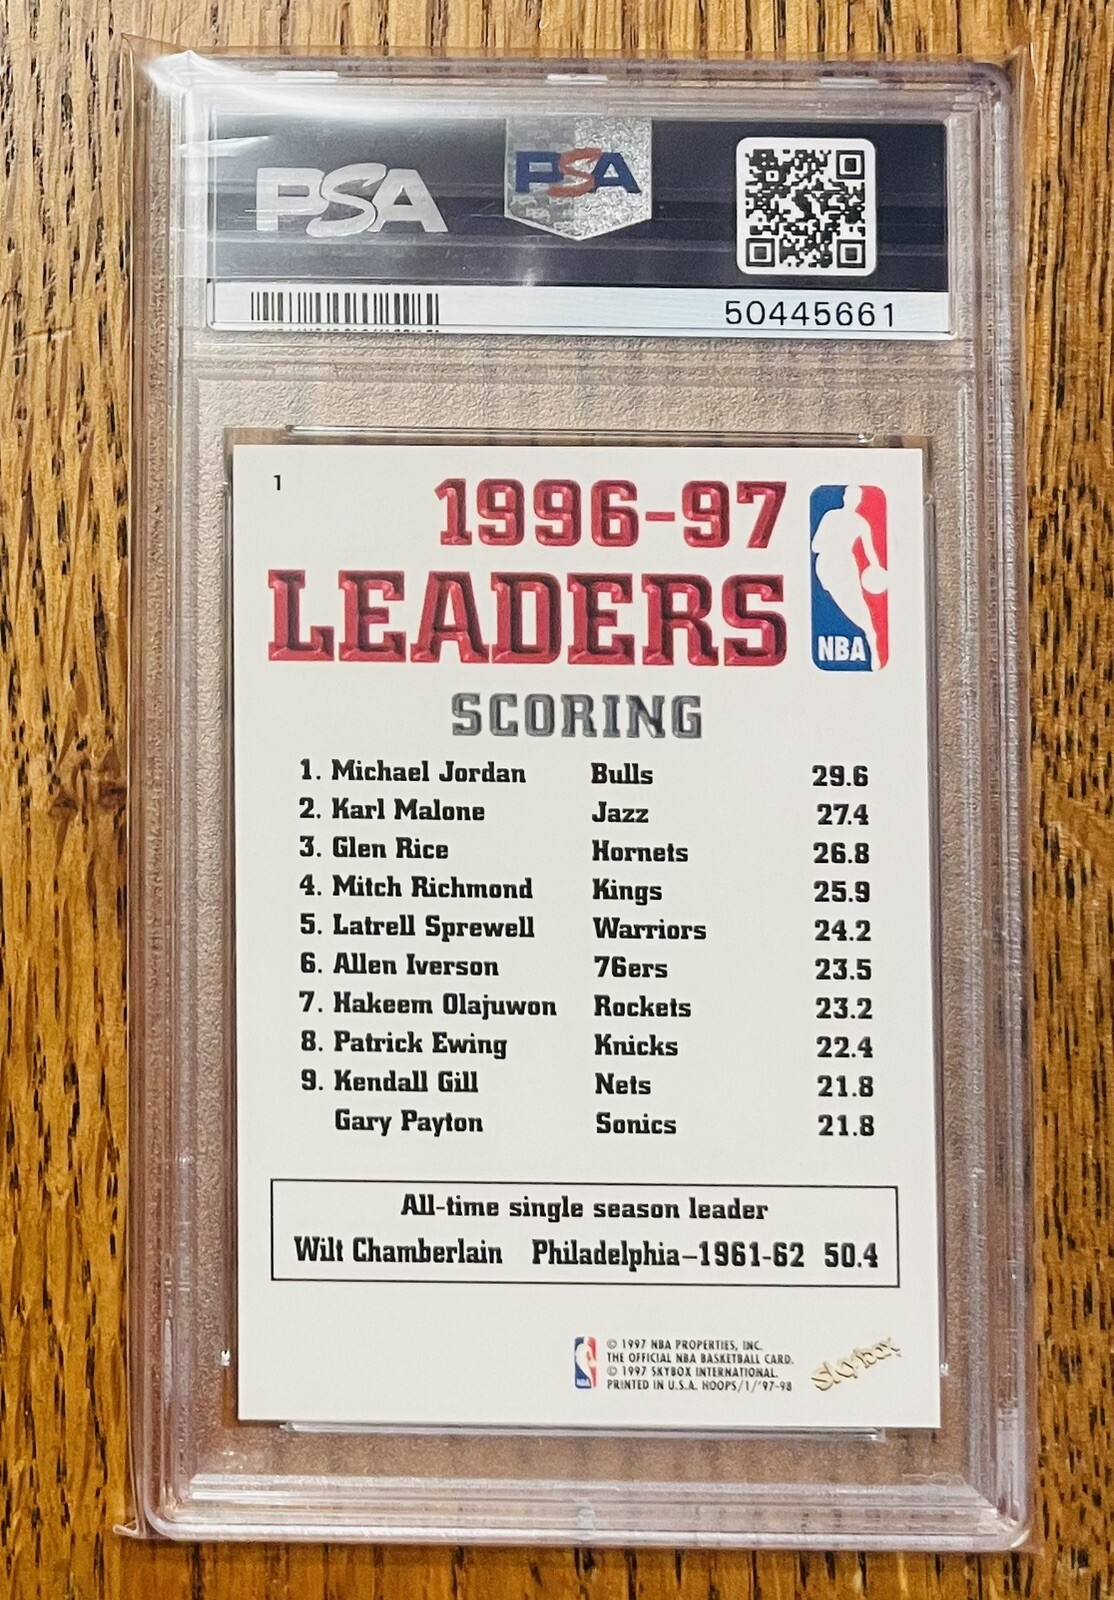 PSA
PSA
50445661
1
1996-97
LEADERS
NBA
SCORING
1. Michael Jordan Bulls 29.6
2. Karl Malone Jazz 27.4
3. Glen Rice Hornets 26.8
4. Mitch Richmond Kings 25.9
5. Latrell Sprewell Warriors 24.2
6. Allen Iverson 76ers 23.5
7. Hakeem Olajuwon Rockets 23.2
8. Patrick Ewing Knicks 22.4
9. Kendall Gill Nets 21.8
Gary Payton Sonics 21.8
All-time single season leader
Wilt Chamberlain Philadelphia–1961-62 50.4
© 1997 NBA PROPERTIES, INC.
THE OFFICIAL NBA BASKETBALL CARD.
© 1997 SKYBOX INTERNATIONAL.
PRINTED IN U.S.A. HOOPS/1/'97-98
NBA
SkyBox